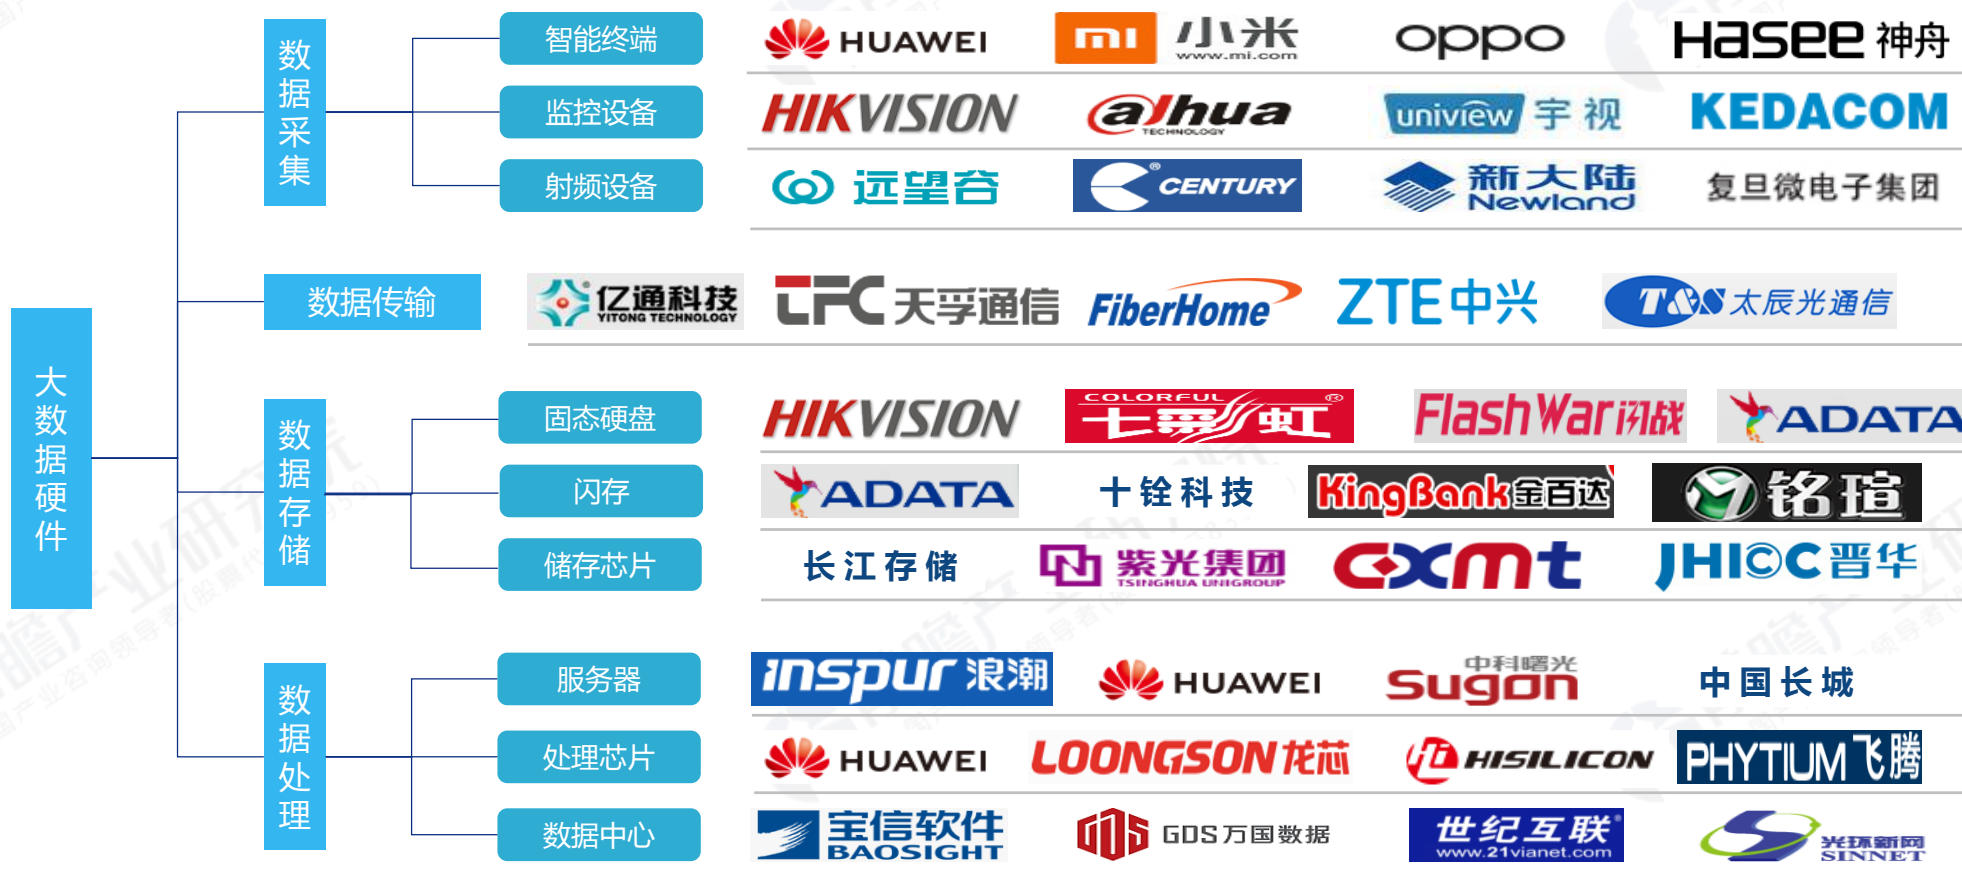 大数据硬件
数据采集
智能终端
HUAWEI
mi 小米
www.mi.com
oppo
Hasee 神舟
监控设备
HIKVISION
alhua
TECHNOLOGY
uniview 宇视
KEDACOM
射频设备
远望谷
CENTURY
新大陆
Newland
复旦微电子集团
数据传输
亿通科技
YITONG TECHNOLOGY
TFC 天孚通信
FiberHome
ZTE中兴
T&S 太辰光通信
数据存储
固态硬盘
HIKVISION
COLORFUL
七彩虹
FlashWar闪战
ADATA
闪存
ADATA
十铨科技
KingBank金百达
铭瑄
储存芯片
长江存储
紫光集团
TSINGHUA UNIGROUP
cxmt
JHICC晋华
数据处理
服务器
inspur 浪潮
HUAWEI
中科曙光
Sugon
中国长城
处理芯片
HUAWEI
LOONGSON龙芯
HISILICON
PHYTIUM飞腾
数据中心
宝信软件
BAOSIGHT
GDS万国数据
世纪互联
www.21vianet.com
光环新网
SINNET